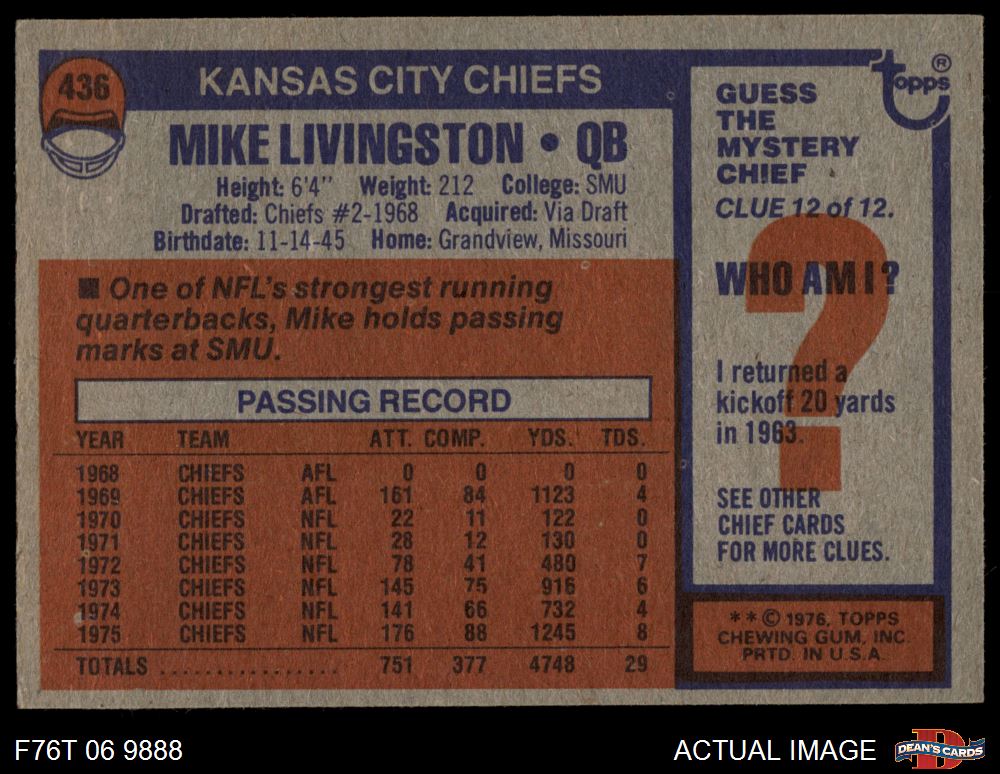 436
KANSAS CITY CHIEFS
MIKE LIVINGSTON • QB
Height: 6'4" Weight: 212 College: SMU
Drafted: Chiefs #2-1968 Acquired: Via Draft
Birthdate: 11-14-45 Home: Grandview, Missouri
■ One of NFL's strongest running
quarterbacks, Mike holds passing
marks at SMU.
PASSING RECORD
YEAR TEAM ATT. COMP. YDS. TDS.
1968 CHIEFS AFL 0 0 0 0
1969 CHIEFS AFL 161 84 1123 4
1970 CHIEFS NFL 22 11 122 0
1971 CHIEFS NFL 28 12 130 0
1972 CHIEFS NFL 78 41 480 7
1973 CHIEFS NFL 145 75 916 6
1974 CHIEFS NFL 141 66 732 4
1975 CHIEFS NFL 176 88 1245 8
TOTALS .................. 751 377 4748 29
topps ®
GUESS
THE
MYSTERY
CHIEF
CLUE 12 of 12.
?
WHO AM I?
I returned a
kickoff 20 yards
in 1963.
SEE OTHER
CHIEF CARDS
FOR MORE CLUES.
* * © 1976, TOPPS
CHEWING GUM, INC.
PRTD. IN U.S.A.
F76T 06 9888
ACTUAL IMAGE
D
DEAN'S CARDS